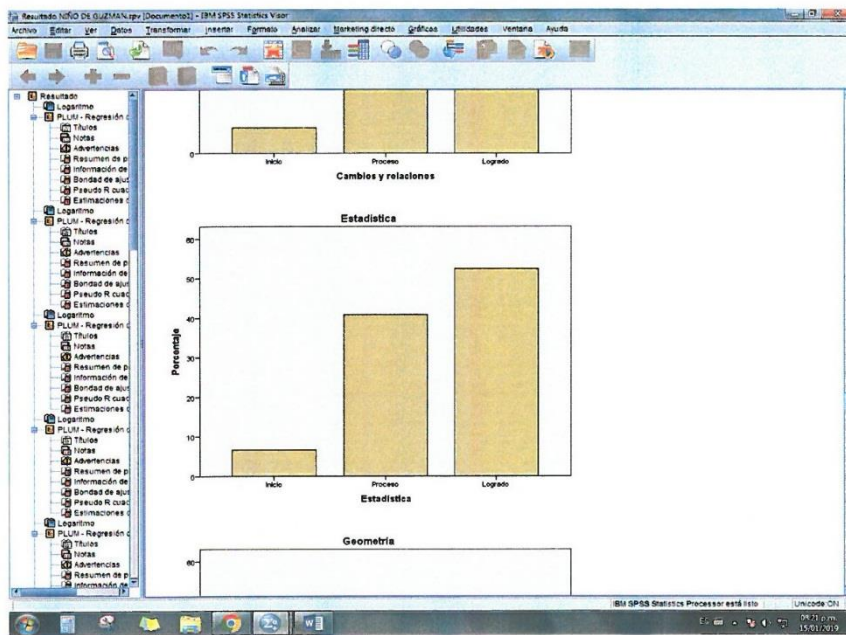 Resultado NIÑO DE GUZMAN.spv [Documento1] - IBM SPSS Statistics Visor
Archivo Editar Ver Datos Transformar Insertar Formato Analizar Marketing directo Gráficos Utilidades Ventana Ayuda
Resultado
Logaritmo
PLUM - Regresión o
Títulos
Notas
Advertencias
Resumen de p
Información de
Bondad de ajus
Pseudo R cuad
Estimaciones d
Logaritmo
PLUM - Regresión o
Títulos
Notas
Advertencias
Resumen de p
Información de
Bondad de ajus
Pseudo R cuad
Estimaciones d
Logaritmo
PLUM - Regresión o
Títulos
Notas
Advertencias
Resumen de p
Información de
Bondad de ajus
Pseudo R cuad
Estimaciones d
Logaritmo
PLUM - Regresión o
Títulos
Notas
Advertencias
Resumen de p
Información de
Bondad de ajus
Pseudo R cuad
Estimaciones d
Logaritmo
PLUM - Regresión o
Títulos
Notas
Advertencias
Resumen de p
Información de
0
Inicio Proceso Logrado
Cambios y relaciones
Estadística
Porcentaje
60
50
40
30
20
10
0
Inicio Proceso Logrado
Estadística
Geometría
60
IBM SPSS Statistics Processor está listo Unicode:ON
ES 09:21 p.m.
15/01/2019